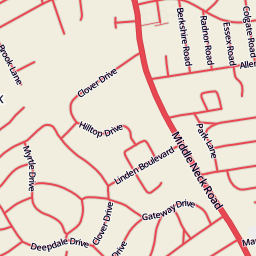 Berkshire Road
Radnor Road
Essex Road
Colgate Road
Brook Lane
Clover Drive
Hilltop Drive
Middle Neck Road
Park Lane
Myrtle Drive
Linden Boulevard
Gateway Drive
Clover Drive
Deepdale Drive
Drive